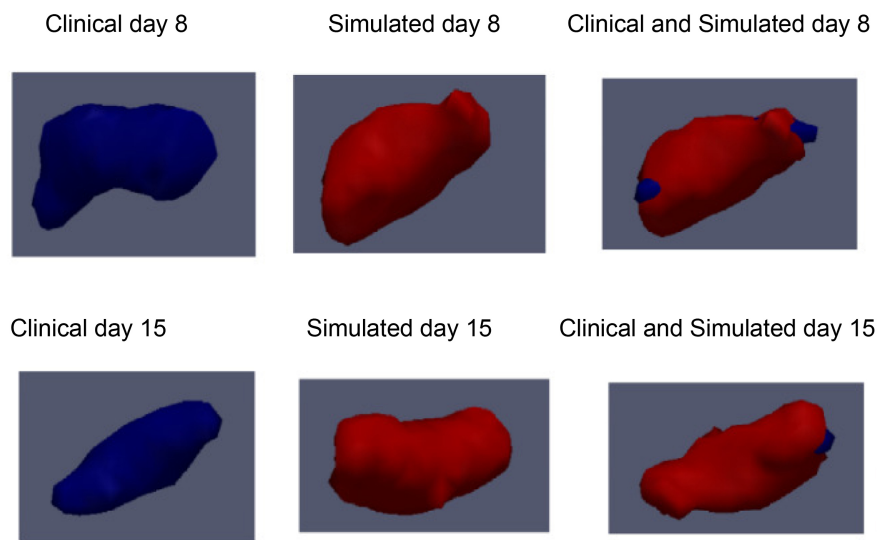 Clinical day 8
Simulated day 8
Clinical and Simulated day 8
Clinical day 15
Simulated day 15
Clinical and Simulated day 15